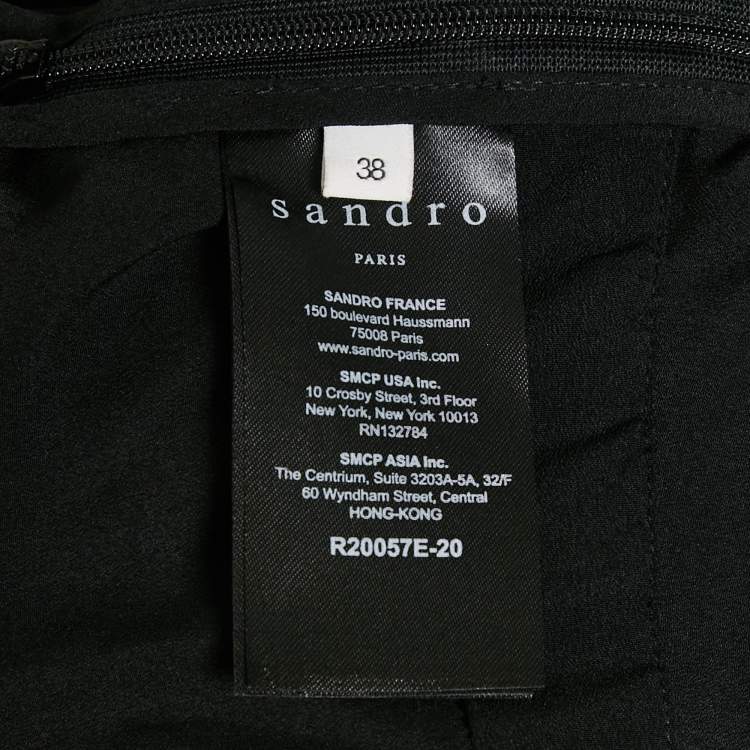 38
sandro
PARIS
SANDRO FRANCE
150 boulevard Haussmann
75008 Paris
www.sandro-paris.com
SMCP USA Inc.
10 Crosby Street, 3rd Floor
New York, New York 10013
RN132784
SMCP ASIA Inc.
The Centrium, Suite 3203A-5A, 32/F
60 Wyndham Street, Central
HONG-KONG
R20057E-20